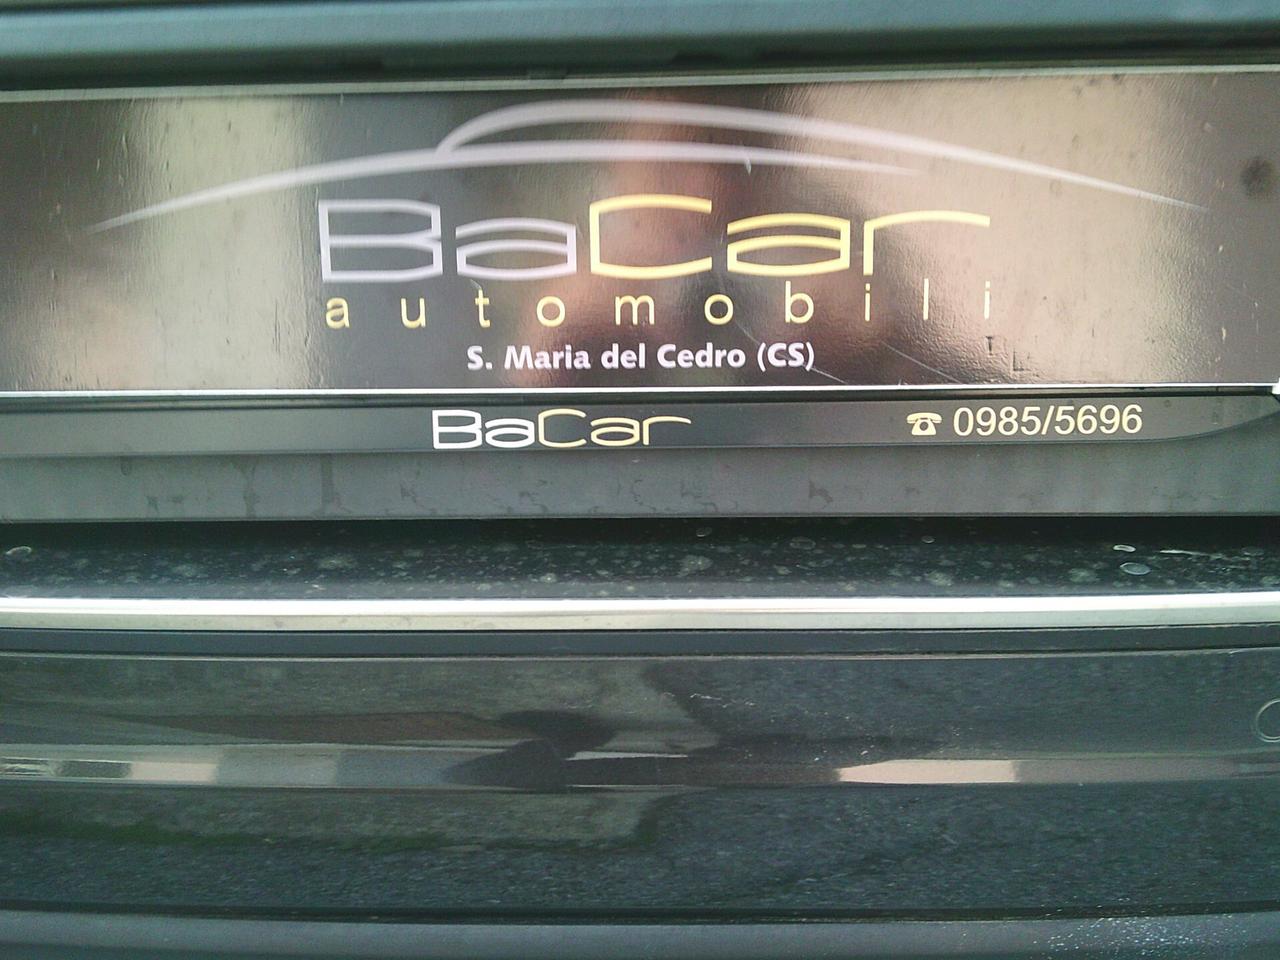 BaCar
automobili
S. Maria del Cedro (CS)
BaCar ☎ 0985/5696